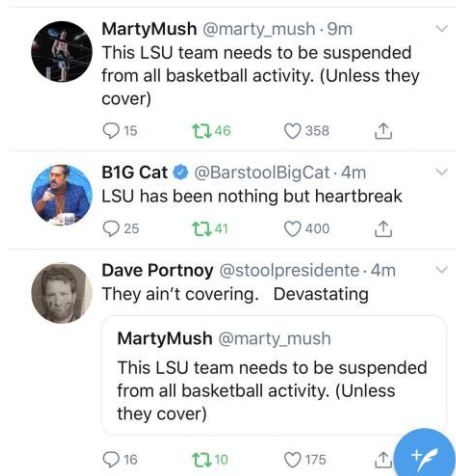 MartyMush @marty_mush · 9m
This LSU team needs to be suspended
from all basketball activity. (Unless they
cover)
15 46 358
B1G Cat @BarstoolBigCat · 4m
LSU has been nothing but heartbreak
25 41 400
Dave Portnoy @stoolpresidente · 4m
They ain't covering. Devastating
MartyMush @marty_mush
This LSU team needs to be suspended
from all basketball activity. (Unless
they cover)
16 10 175